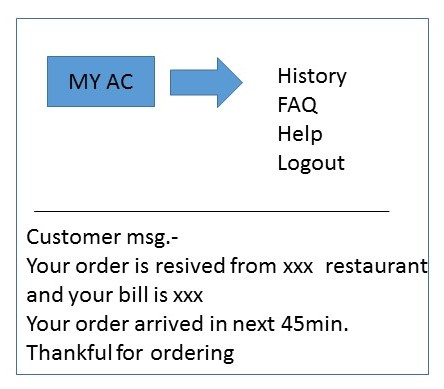 MY AC
History
FAQ
Help
Logout
Customer msg.-
Your order is resived from xxx restaurant
and your bill is xxx
Your order arrived in next 45min.
Thankful for ordering